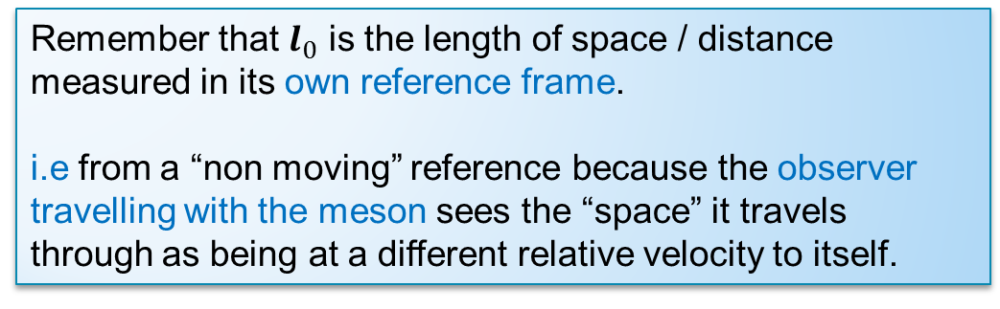 Remember that l₀ is the length of space / distance
measured in its own reference frame.
i.e from a “non moving” reference because the observer
travelling with the meson sees the “space” it travels
through as being at a different relative velocity to itself.